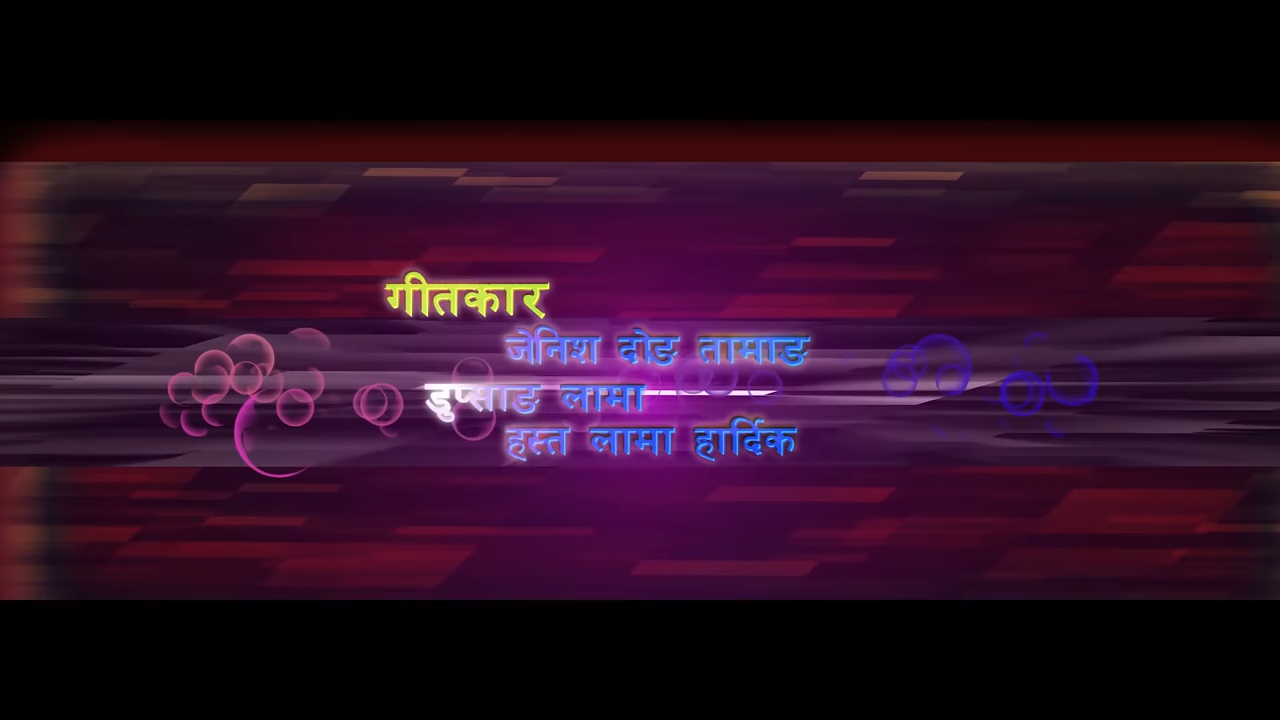 गीतकार
जेनिश दोङ तामाङ
डुप्साङ लामा
हस्त लामा हार्दिक